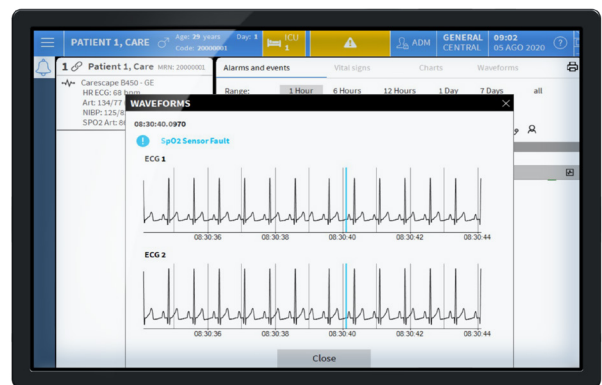 PATIENT 1, CARE
Age: 29 years
Code: 20000001
Day: 1
ICU
1
ADM
GENERAL
CENTRAL
09:02
05 AGO 2020
?
1 Patient 1, Care MRN: 20000001
Carescape B450 - GE
HR ECG: 68 bpm
Art: 134/77
NIBP: 125/8
SPO2 Art: 8
Alarms and events
Vital signs
Charts
Waveforms
Range:
1 Hour
6 Hours
12 Hours
1 Day
7 Days
all
WAVEFORMS
08:30:40.0970
SpO2 Sensor Fault
ECG 1
08:30:36
08:30:38
08:30:40
08:30:42
08:30:44
ECG 2
08:30:36
08:30:38
08:30:40
08:30:42
08:30:44
Close